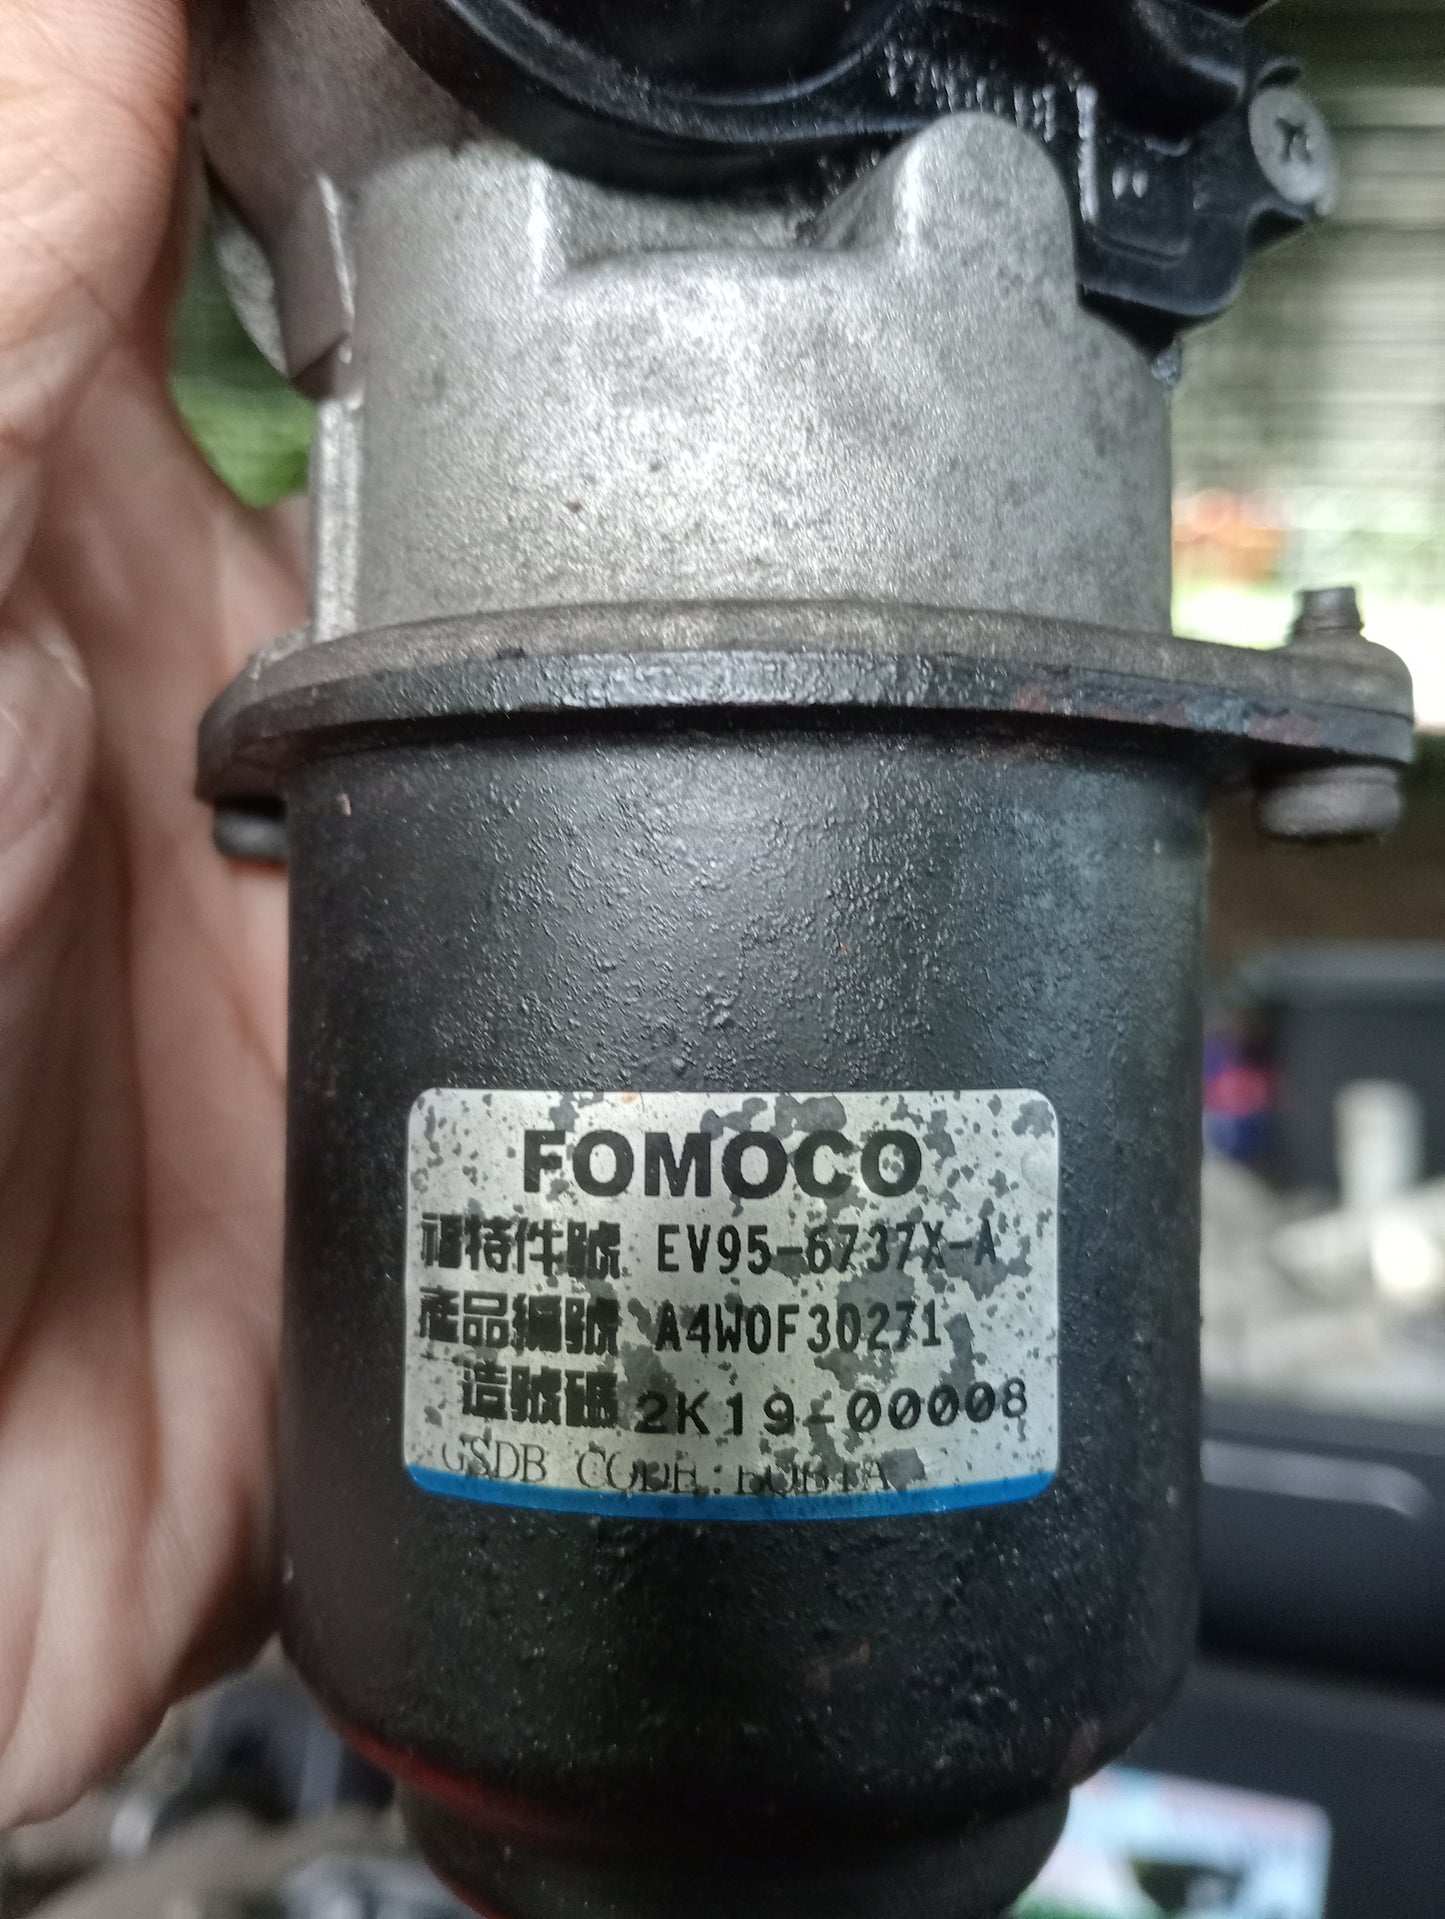 FOMOCO
福特件號 EV95-6737X-A
產品編號 A4W0F30271
造號碼 2K19-00008
GSDB CODE: